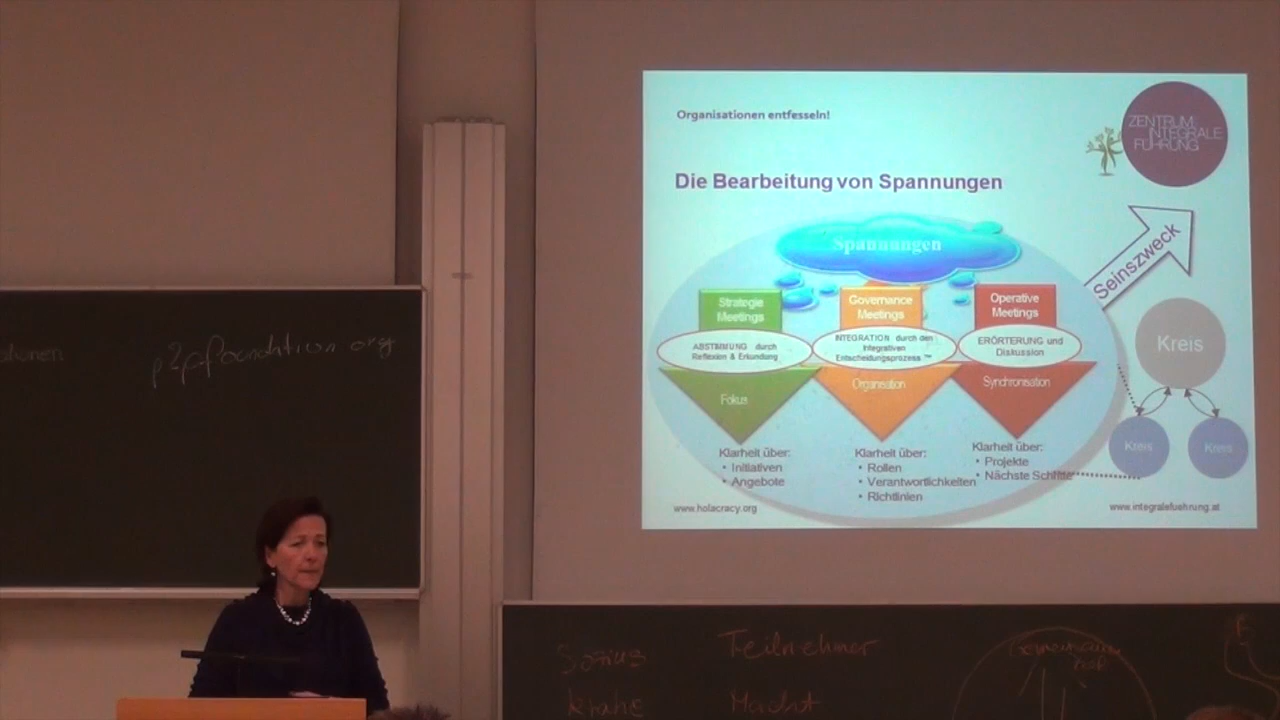 Organisationen entfesseln!
ZENTRUM
INTEGRALE
FÜHRUNG
Die Bearbeitung von Spannungen
Spannungen
Seinszweck
Strategie
Meetings
Governance
Meetings
Operative
Meetings
ABSTIMMUNG durch
Reflexion & Erkundung
INTEGRATION durch den
Integrativen
Entscheidungsprozess ™
ERÖRTERUNG und
Diskussion
Fokus
Organisation
Synchronisation
Kreis
Kreis
Kreis
Klarheit über:
• Initiativen
• Angebote
Klarheit über:
• Rollen
• Verantwortlichkeiten
• Richtlinien
Klarheit über:
• Projekte
• Nächste Schritte
www.holacracy.org
www.integralefuehrung.at
p2pfoundation org
Teilnehmer